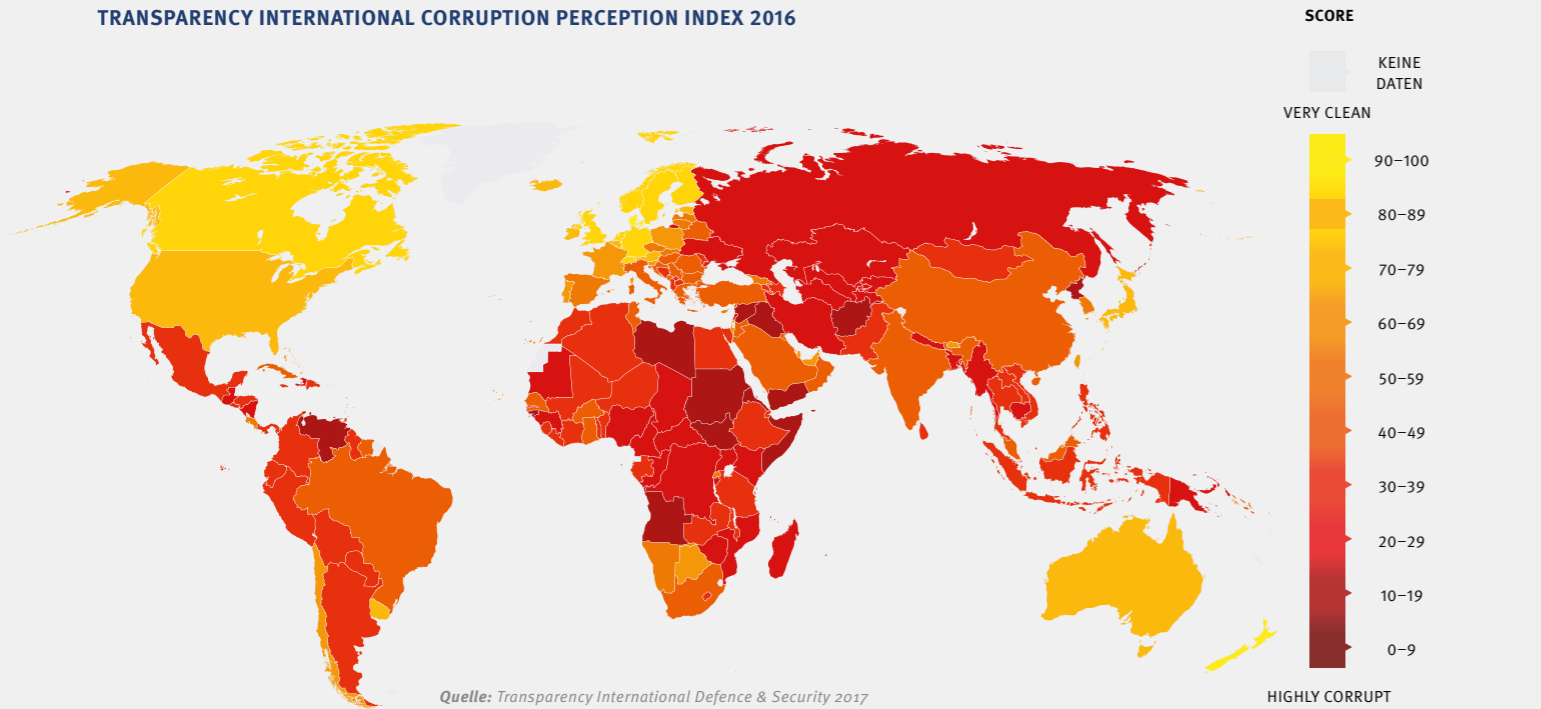 TRANSPARENCY INTERNATIONAL CORRUPTION PERCEPTION INDEX 2016
SCORE
KEINE
DATEN
VERY CLEAN
90–100
80–89
70–79
60–69
50–59
40–49
30–39
20–29
10–19
0–9
HIGHLY CORRUPT
Quelle: Transparency International Defence & Security 2017